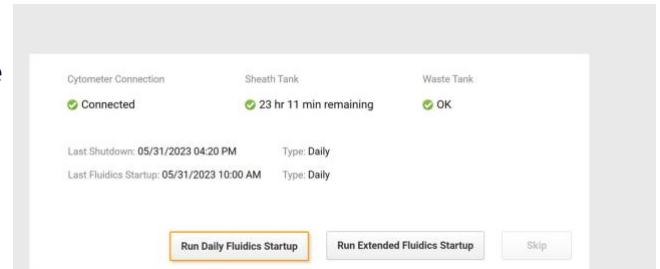 e
Cytometer Connection Sheath Tank Waste Tank
Connected 23 hr 11 min remaining OK
Last Shutdown: 05/31/2023 04:20 PM Type: Daily
Last Fluidics Startup: 05/31/2023 10:00 AM Type: Daily
Run Daily Fluidics Startup Run Extended Fluidics Startup Skip